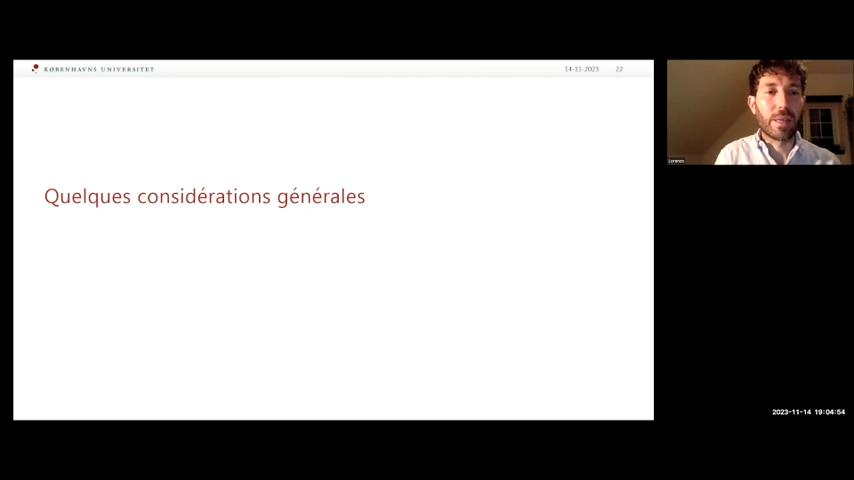 KØBENHAVNS UNIVERSITET
14-11-2023 22
Quelques considérations générales
Lorenzo
2023-11-14 19:04:54